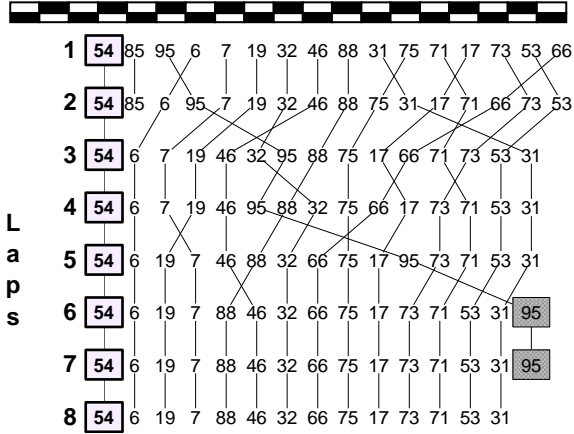 1 54 85 95 6 7 19 32 46 88 31 75 71 17 73 53 66
2 54 85 6 95 7 19 32 46 88 75 31 17 71 66 73 53
3 54 6 7 19 46 32 95 88 75 17 66 71 73 53 31
4 54 6 7 19 46 95 88 32 75 66 17 73 71 53 31
5 54 6 19 7 46 88 32 66 75 17 95 73 71 53 31
6 54 6 19 7 88 46 32 66 75 17 73 71 53 31 95
7 54 6 19 7 88 46 32 66 75 17 73 71 53 31 95
8 54 6 19 7 88 46 32 66 75 17 73 71 53 31
Laps